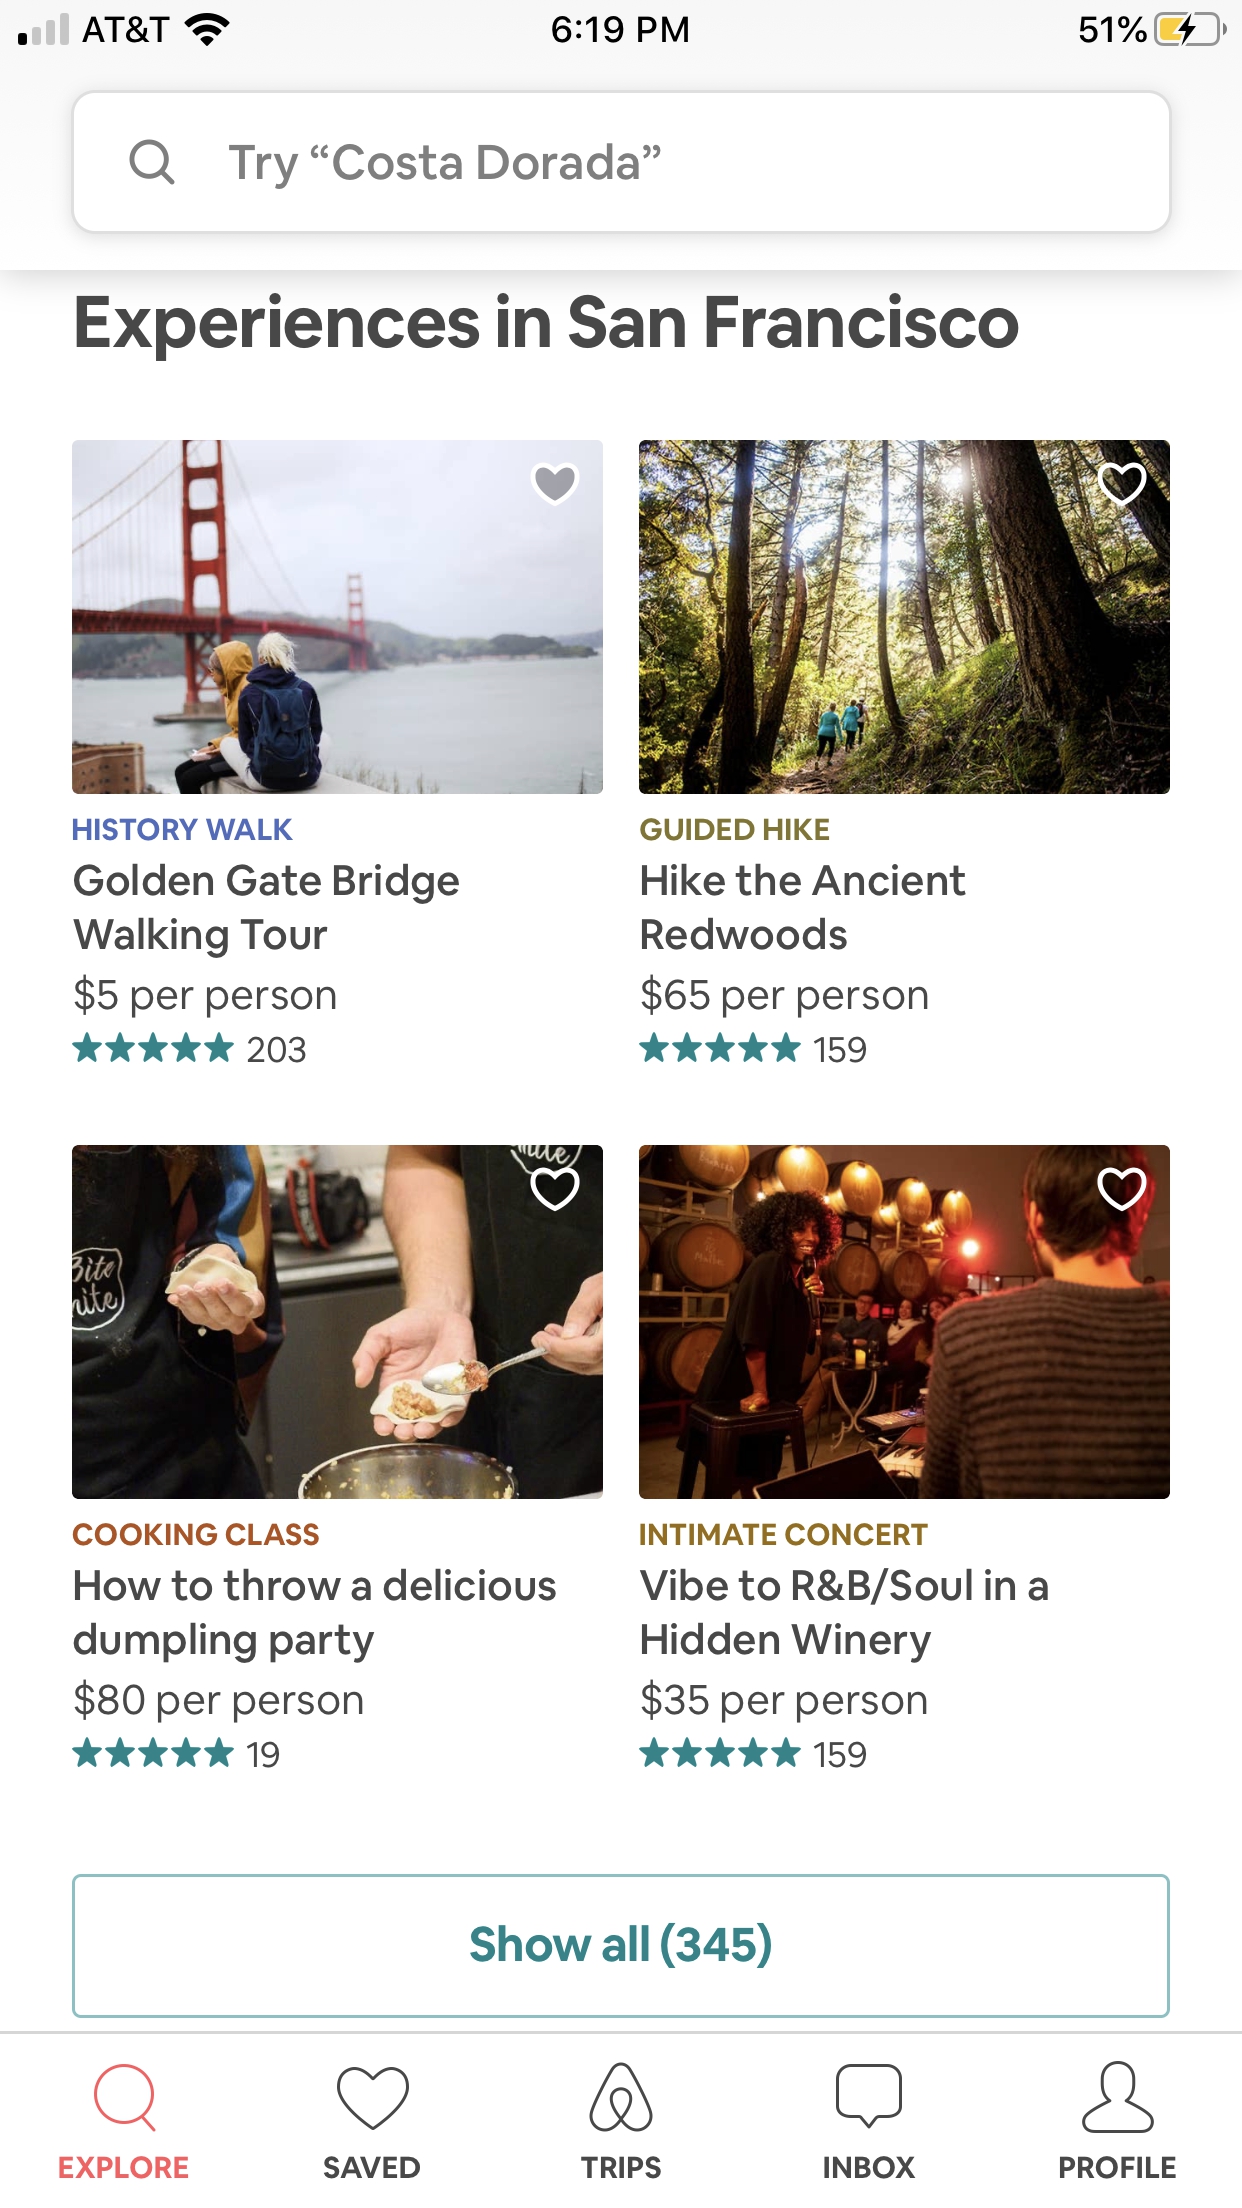 AT&T 6:19 PM 51%
Try “Costa Dorada”
Experiences in San Francisco
HISTORY WALK
Golden Gate Bridge
Walking Tour
$5 per person
203
GUIDED HIKE
Hike the Ancient
Redwoods
$65 per person
159
Bite
COOKING CLASS
How to throw a delicious
dumpling party
$80 per person
19
INTIMATE CONCERT
Vibe to R&B/Soul in a
Hidden Winery
$35 per person
159
Show all (345)
EXPLORE SAVED TRIPS INBOX PROFILE